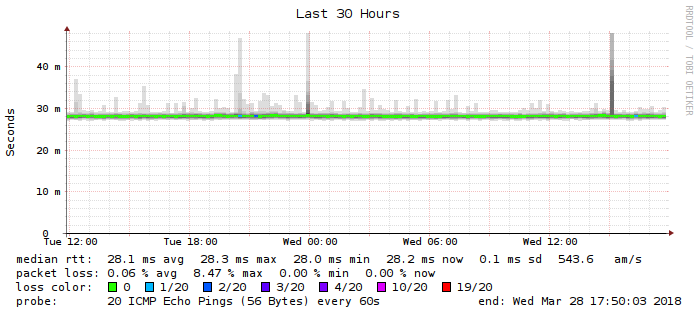 Last 30 Hours
RRDTOOL / TOBI OETIKER
Seconds
40 m
30 m
20 m
10 m
0
Tue 12:00 Tue 18:00 Wed 00:00 Wed 06:00 Wed 12:00
median rtt: 28.1 ms avg 28.3 ms max 28.0 ms min 28.2 ms now 0.1 ms sd 543.6 am/s
packet loss: 0.06 % avg 8.47 % max 0.00 % min 0.00 % now
loss color: 0 1/20 2/20 3/20 4/20 10/20 19/20
probe: 20 ICMP Echo Pings (56 Bytes) every 60s end: Wed Mar 28 17:50:03 2018